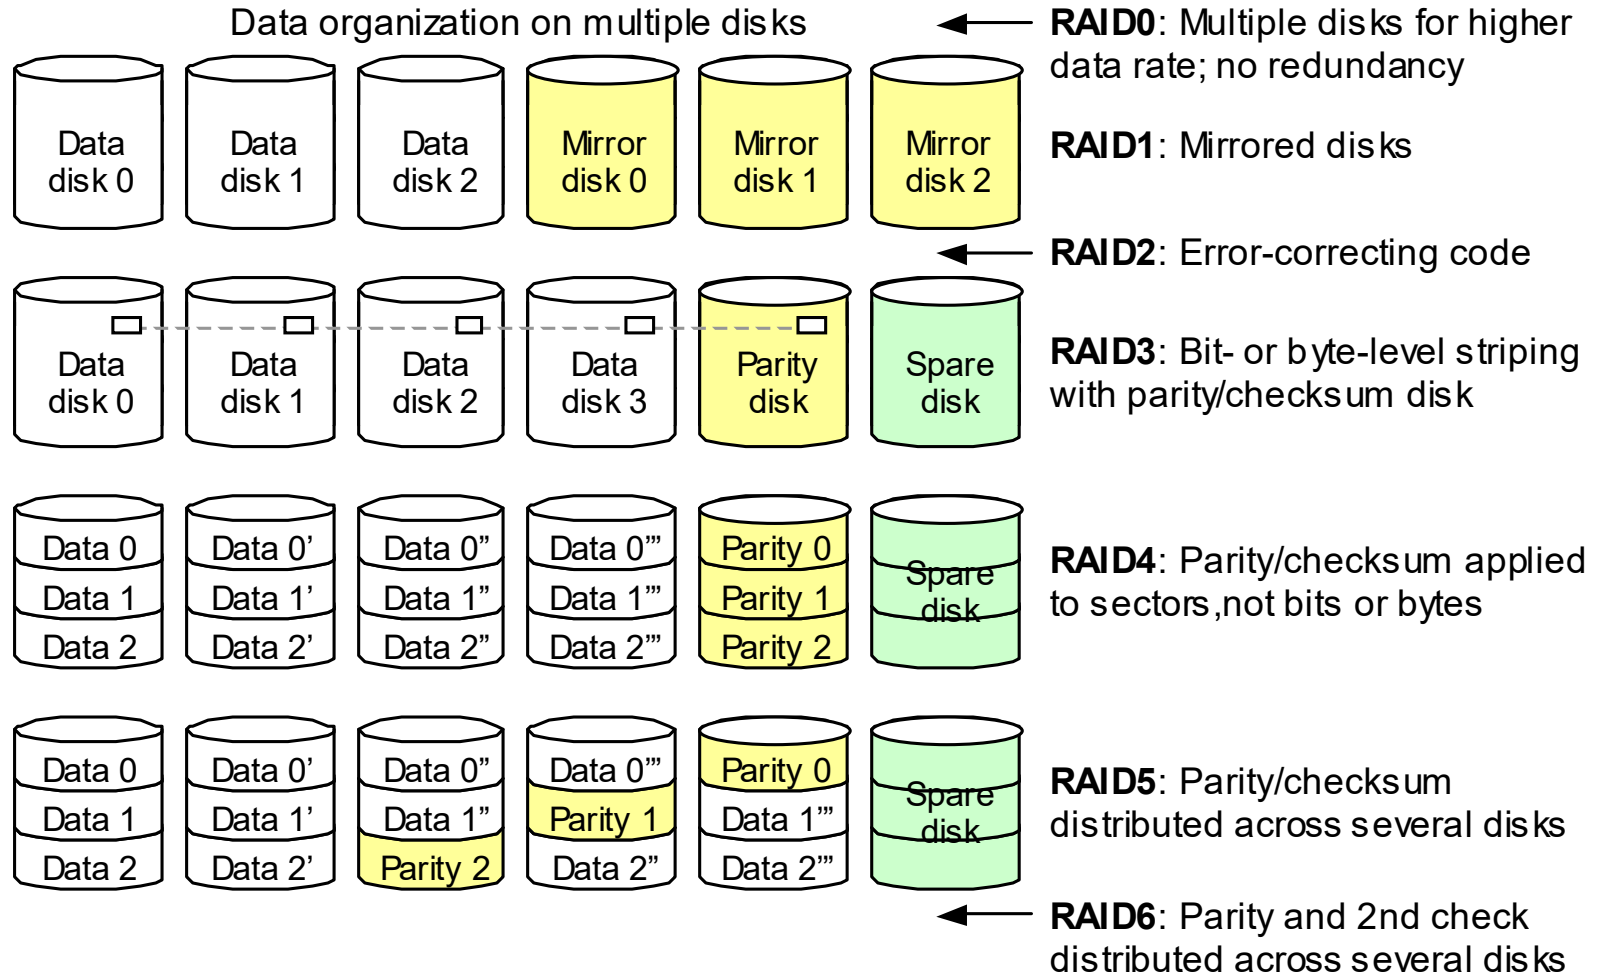 Data organization on multiple disks
RAID0: Multiple disks for higher
data rate; no redundancy
Data disk 0
Data disk 1
Data disk 2
Mirror disk 0
Mirror disk 1
Mirror disk 2
RAID1: Mirrored disks
RAID2: Error-correcting code
Data disk 0
Data disk 1
Data disk 2
Data disk 3
Parity disk
Spare disk
RAID3: Bit- or byte-level striping
with parity/checksum disk
Data 0 Data 0’ Data 0” Data 0’” Parity 0
Data 1 Data 1’ Data 1” Data 1’” Parity 1
Data 2 Data 2’ Data 2” Data 2’” Parity 2
Spare disk
RAID4: Parity/checksum applied
to sectors,not bits or bytes
Data 0 Data 0’ Data 0” Data 0’” Parity 0
Data 1 Data 1’ Data 1” Parity 1 Data 1’”
Data 2 Data 2’ Parity 2 Data 2” Data 2’”
Spare disk
RAID5: Parity/checksum
distributed across several disks
RAID6: Parity and 2nd check
distributed across several disks